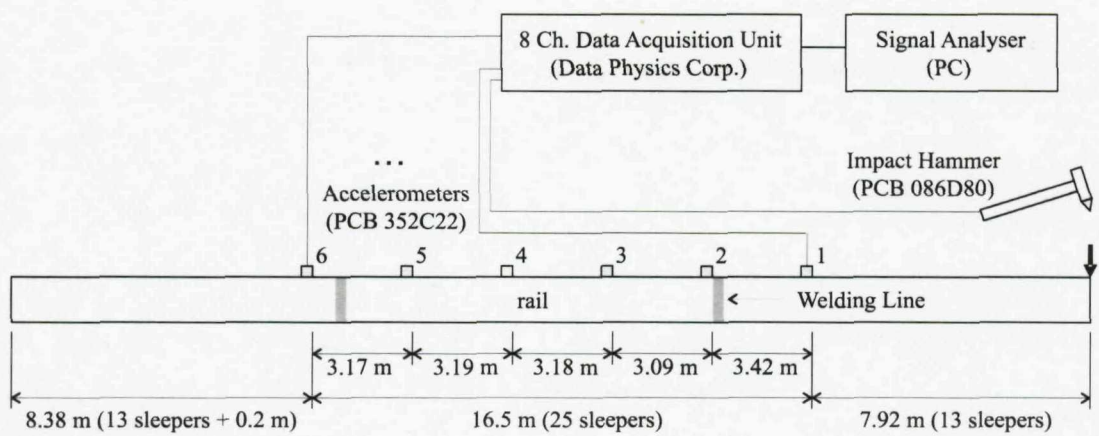 8 Ch. Data Acquisition Unit
(Data Physics Corp.)
Signal Analyser
(PC)
...
Accelerometers
(PCB 352C22)
Impact Hammer
(PCB 086D80)
6
5
4
3
2
1
rail
Welding Line
3.17 m
3.19 m
3.18 m
3.09 m
3.42 m
8.38 m (13 sleepers + 0.2 m)
16.5 m (25 sleepers)
7.92 m (13 sleepers)